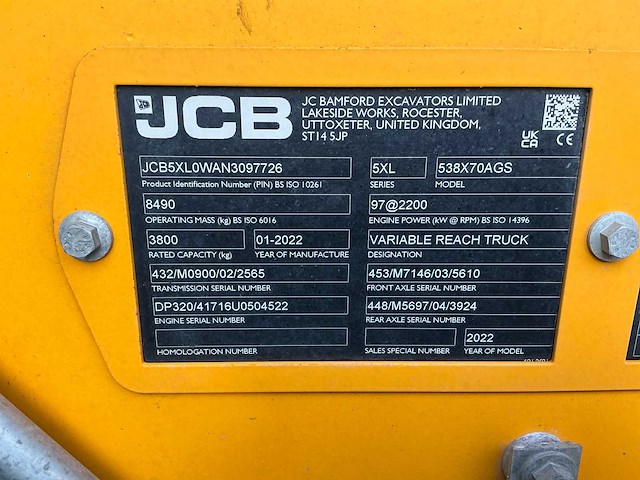 JCB
JC BAMFORD EXCAVATORS LIMITED
LAKESIDE WORKS, ROCESTER,
UTTOXETER, UNITED KINGDOM,
ST14 5JP
UK
CA
CE
JCB5XL0WAN3097726
5XL
538X70AGS
Product Identification Number (PIN) BS ISO 10261
SERIES
MODEL
8490
97@2200
OPERATING MASS (kg) BS ISO 6016
ENGINE POWER (kW @ RPM) BS ISO 14396
3800
01-2022
VARIABLE REACH TRUCK
RATED CAPACITY (kg)
YEAR OF MANUFACTURE
DESIGNATION
432/M0900/02/2565
453/M7146/03/5610
TRANSMISSION SERIAL NUMBER
FRONT AXLE SERIAL NUMBER
DP320/41716U0504522
448/M5697/04/3924
ENGINE SERIAL NUMBER
REAR AXLE SERIAL NUMBER
2022
HOMOLOGATION NUMBER
SALES SPECIAL NUMBER
YEAR OF MODEL